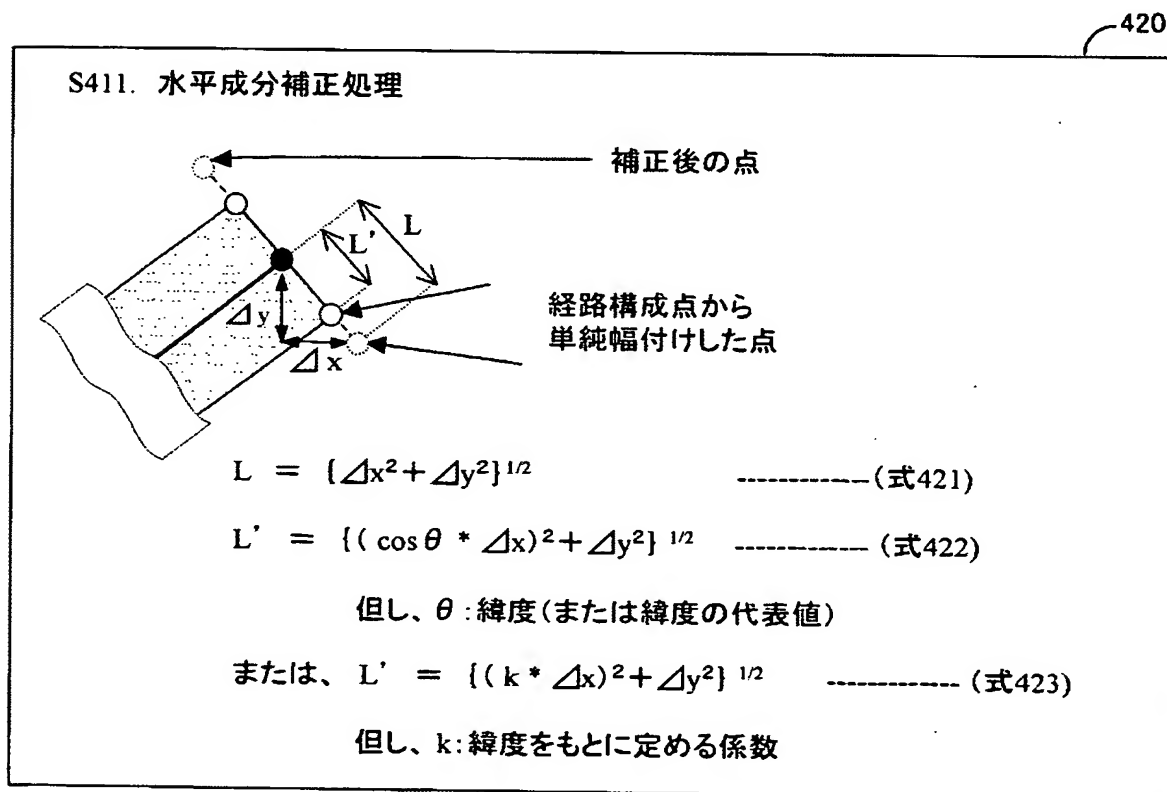 420
S411. 水平成分補正処理
補正後の点
L
L'
経路構成点から
単純幅付けした点
⊿y
⊿x
L = {⊿x²+⊿y²}^1/2 ------------(式421)
L' = {(cosθ * ⊿x)²+⊿y²}^1/2 ------------(式422)
但し、θ:緯度(または緯度の代表値)
または、 L' = {(k * ⊿x)²+⊿y²}^1/2 ------------(式423)
但し、k:緯度をもとに定める係数